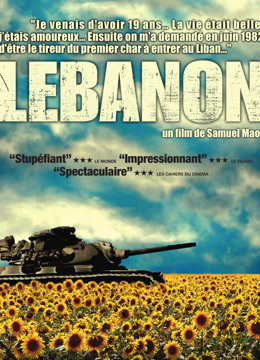 "Je venais d'avoir 19 ans... La vie était belle
j'étais amoureux... Ensuite on m'a demandé en juin 1982
d'être le tireur du premier char à entrer au Liban..."
LEBANON
un film de Samuel Mao
"Stupéfiant" ★★★ LE MONDE "Impressionnant" ★★★ LE FIGARO
"Spectaculaire" ★★★ LES CAHIERS DU CINEMA